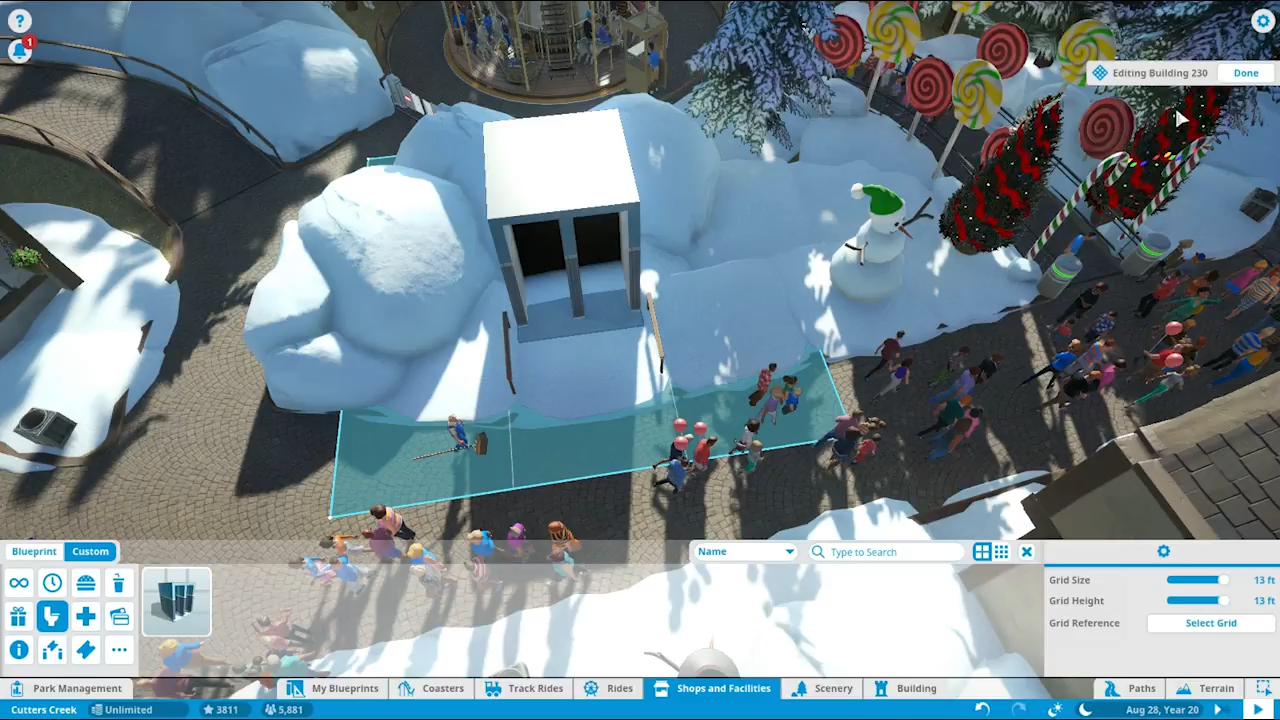 ?
1
Editing Building 230
Done
Blueprint
Custom
Name
Type to Search
Grid Size
13 ft
Grid Height
13 ft
Grid Reference
Select Grid
Park Management
My Blueprints
Coasters
Track Rides
Rides
Shops and Facilities
Scenery
Building
Paths
Terrain
Cutters Creek
Unlimited
3811
5,881
Aug 28, Year 20